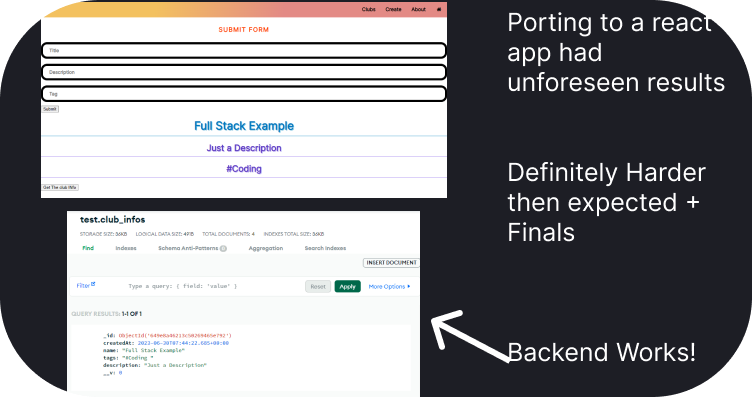 Clubs Create About
SUBMIT FORM
Title
Description
Tag
Submit
Full Stack Example
Just a Description
#Coding
Get The club INfo
test.club_infos
STORAGE SIZE: 36KB LOGICAL DATA SIZE: 491B TOTAL DOCUMENTS: 4 INDEXES TOTAL SIZE: 36KB
Find Indexes Schema Anti-Patterns 0 Aggregation Search Indexes
INSERT DOCUMENT
Filter Type a query: { field: 'value' } Reset Apply More Options
QUERY RESULTS: 1-1 OF 1
_id: ObjectId('649e8a46213cb0269465ef92')
createdAt: 2023-06-30T07:44:22.685+00:00
name: "Full Stack Example"
tags: "#Coding "
description: "Just a Description"
__v: 0
Porting to a react
app had
unforeseen results
Definitely Harder
then expected +
Finals
Backend Works!